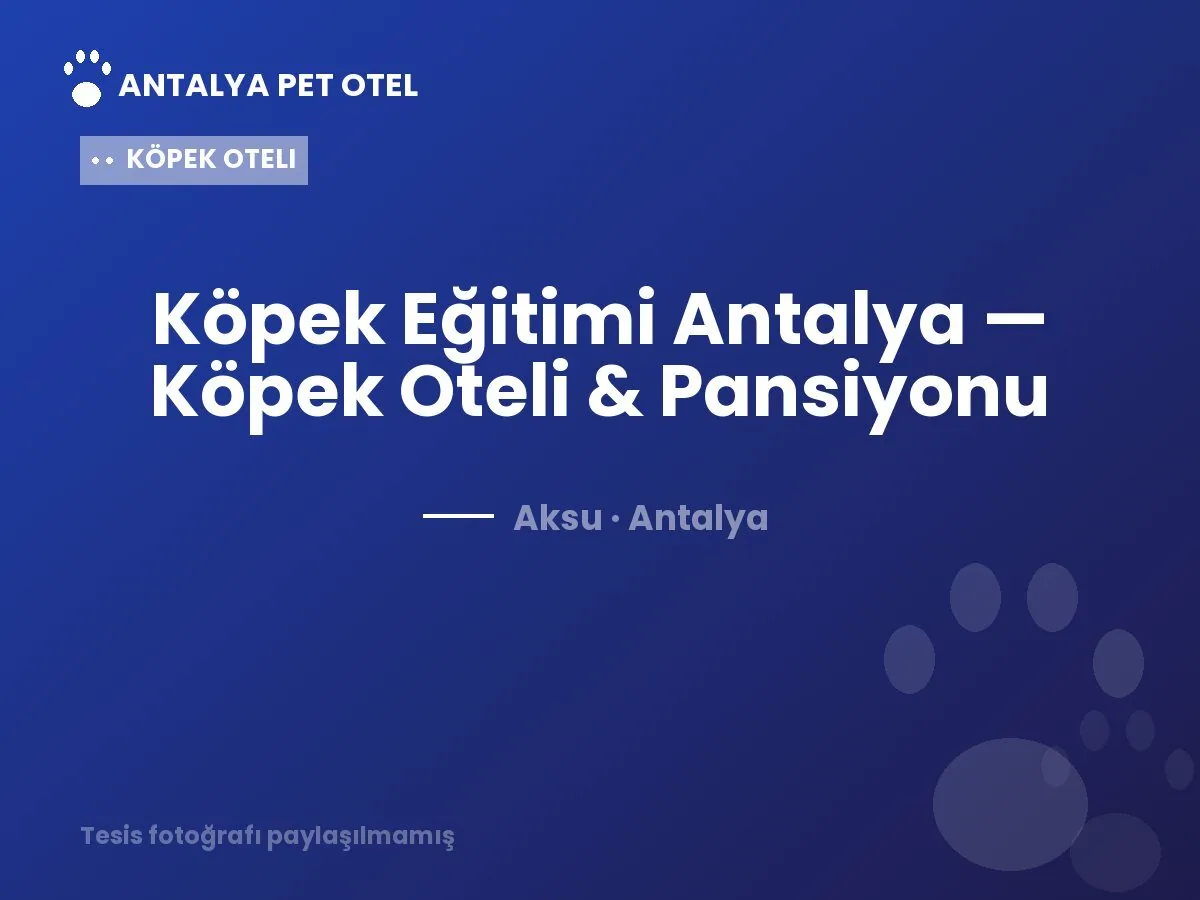 ANTALYA PET OTEL
KÖPEK OTELI
Köpek Eğitimi Antalya —
Köpek Oteli & Pansiyonu
Aksu · Antalya
Tesis fotoğrafı paylaşılmamış